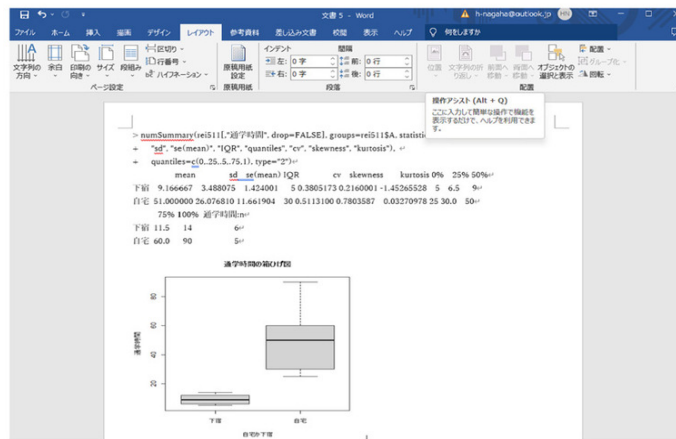 文書 5 - Word
h-nagaha@outlook.jp HN
ファイル ホーム 挿入 描画 デザイン レイアウト 参考資料 差し込み文書 校閲 表示 ヘルプ 何をしますか
文字列の方向 余白 印刷の向き サイズ 段組み 区切り 行番号 ハイフネーション
ページ設定
原稿用紙設定
原稿用紙
インデント 間隔
左: 0 字 前: 0 行
右: 0 字 後: 0 行
段落
位置 文字列の折り返し 前面へ移動 背面へ移動 オブジェクトの選択と表示 配置 グループ化 回転
配置
操作アシスト (Alt + Q)
ここに入力して簡単な操作で機能を
表示するだけで、ヘルプを利用できま
す。
> numSummary(rei511[,"通学時間", drop=FALSE], groups=rei511$A, statisti
+ "sd", "se(mean)", "IQR", "quantiles", "cv", "skewness", "kurtosis"),
+ quantiles=c(0,.25,.5,.75,1), type="2")
mean sd se(mean) IQR cv skewness kurtosis 0% 25% 50%
下宿 9.166667 3.488075 1.424001 5 0.3805173 0.2160001 -1.45265528 5 6.5 9
自宅 51.000000 26.076810 11.661904 30 0.5113100 0.7803587 0.03270978 25 30.0 50
75% 100% 通学時間:n
下宿 11.5 14 6
自宅 60.0 90 5
通学時間の箱ひげ図
80
60
40
20
通学時間
下宿 自宅
自宅か下宿